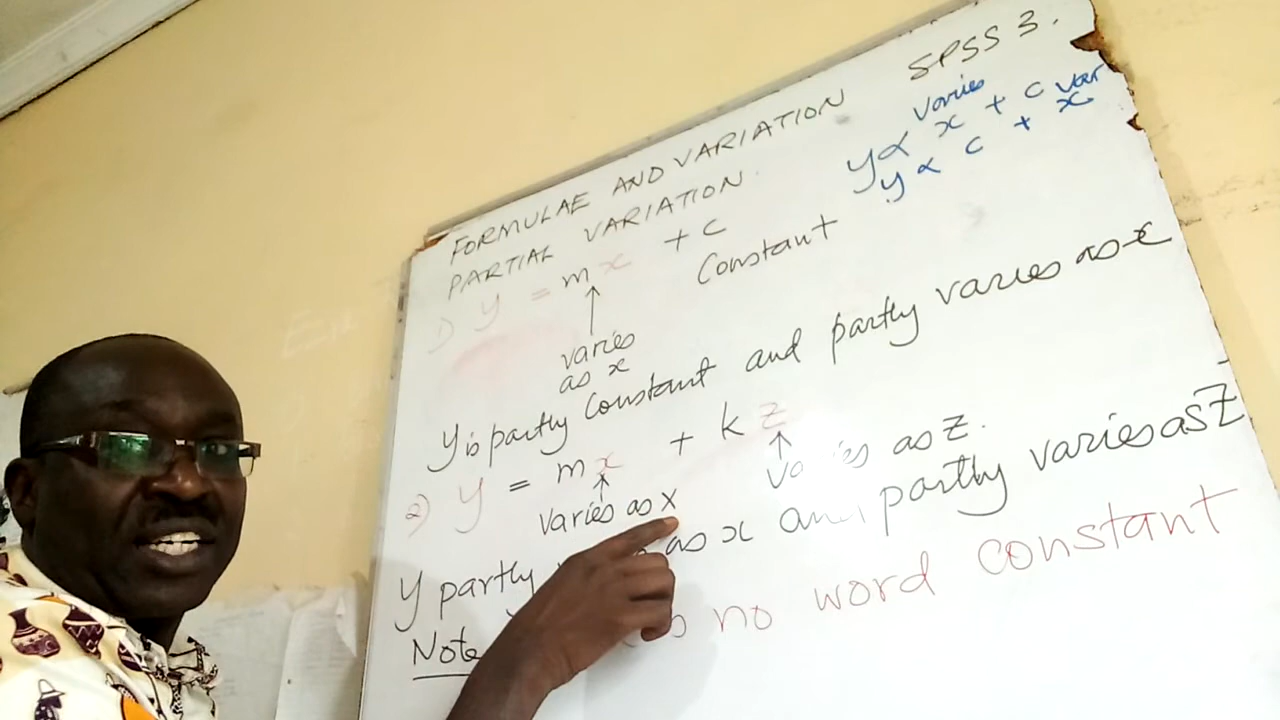 SPSS 3.
FORMULAE AND VARIATION
varies var
y ∝ x + c x
y ∝ c + x
PARTIAL VARIATION
1) y = mx + c
Constant
varies
as x
y is partly Constant and partly varies as x
2) y = mx + kz
varies as x varies as Z.
y partly as x and partly varies as Z
Note no word constant